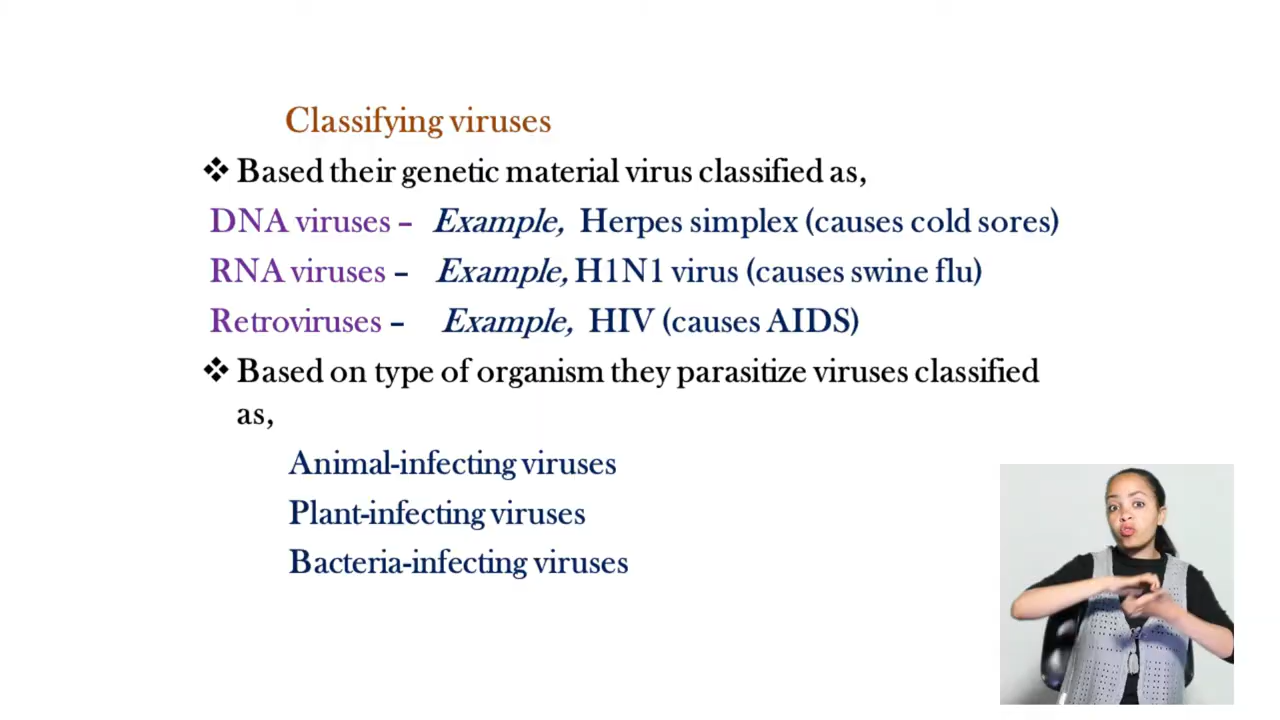 Classifying viruses
❖ Based their genetic material virus classified as,
DNA viruses – Example, Herpes simplex (causes cold sores)
RNA viruses – Example, H1N1 virus (causes swine flu)
Retroviruses – Example, HIV (causes AIDS)
❖ Based on type of organism they parasitize viruses classified
as,
Animal-infecting viruses
Plant-infecting viruses
Bacteria-infecting viruses